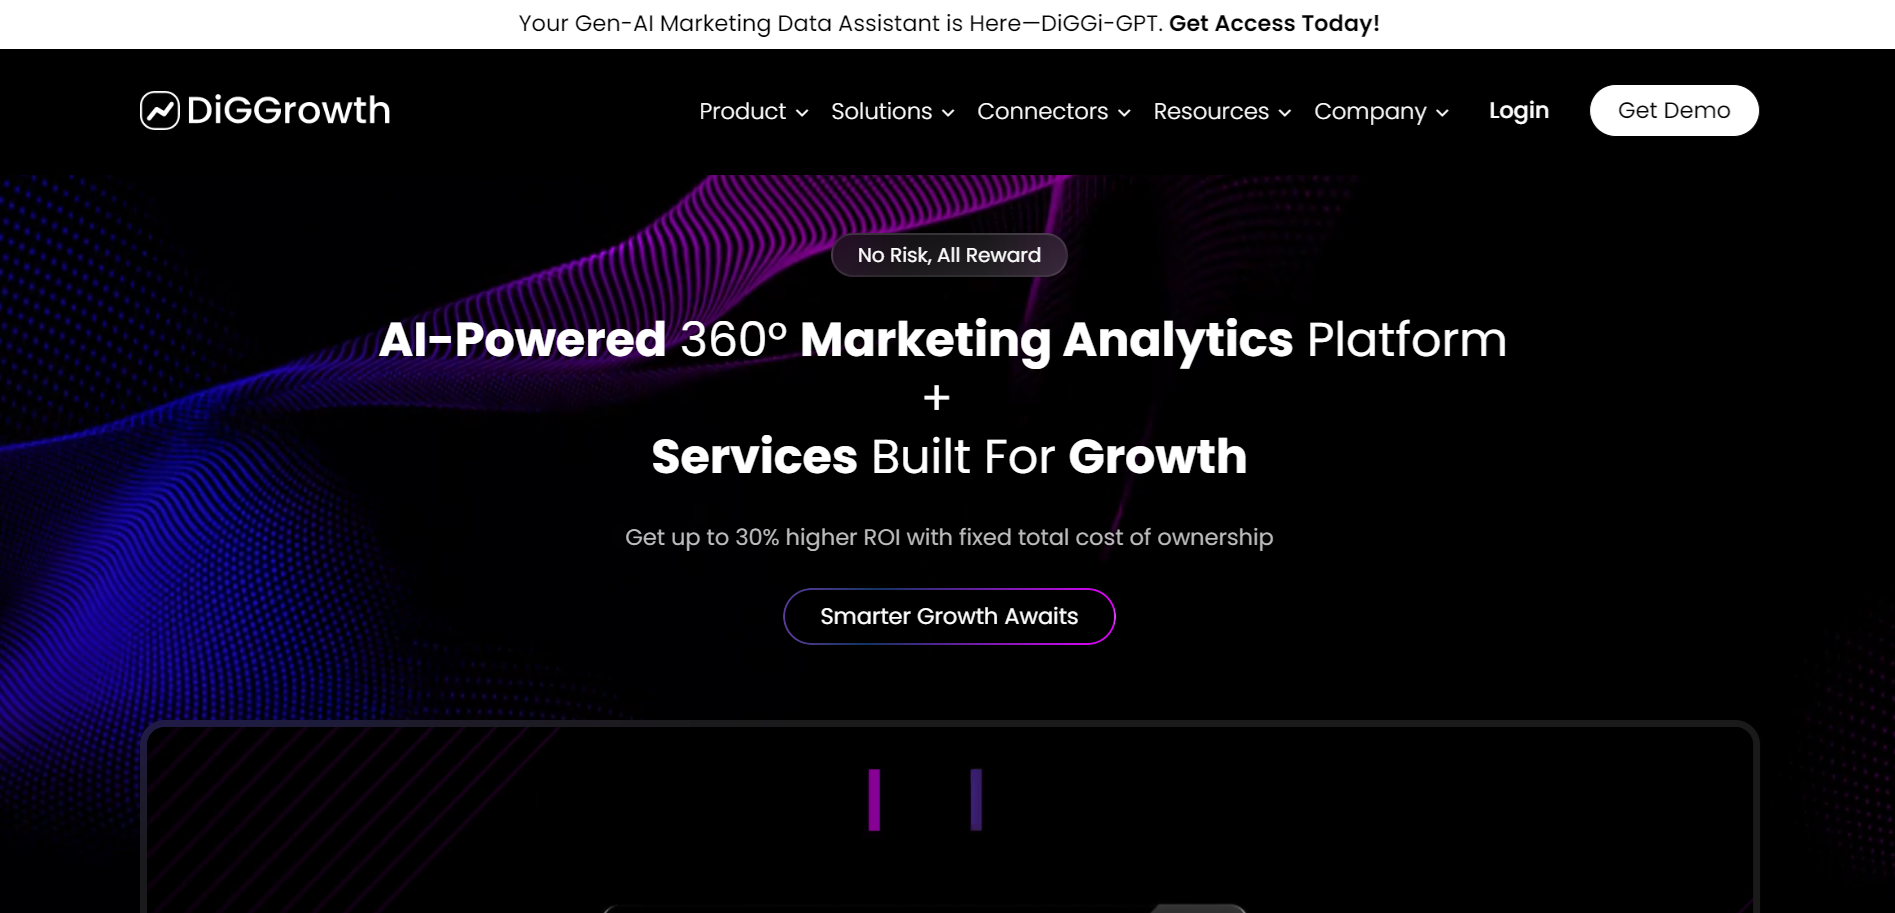 Your Gen-AI Marketing Data Assistant is Here—DiGGi-GPT. Get Access Today!
DiGGrowth
Product
Solutions
Connectors
Resources
Company
Login
Get Demo
No Risk, All Reward
AI-Powered 360° Marketing Analytics Platform
+
Services Built For Growth
Get up to 30% higher ROI with fixed total cost of ownership
Smarter Growth Awaits